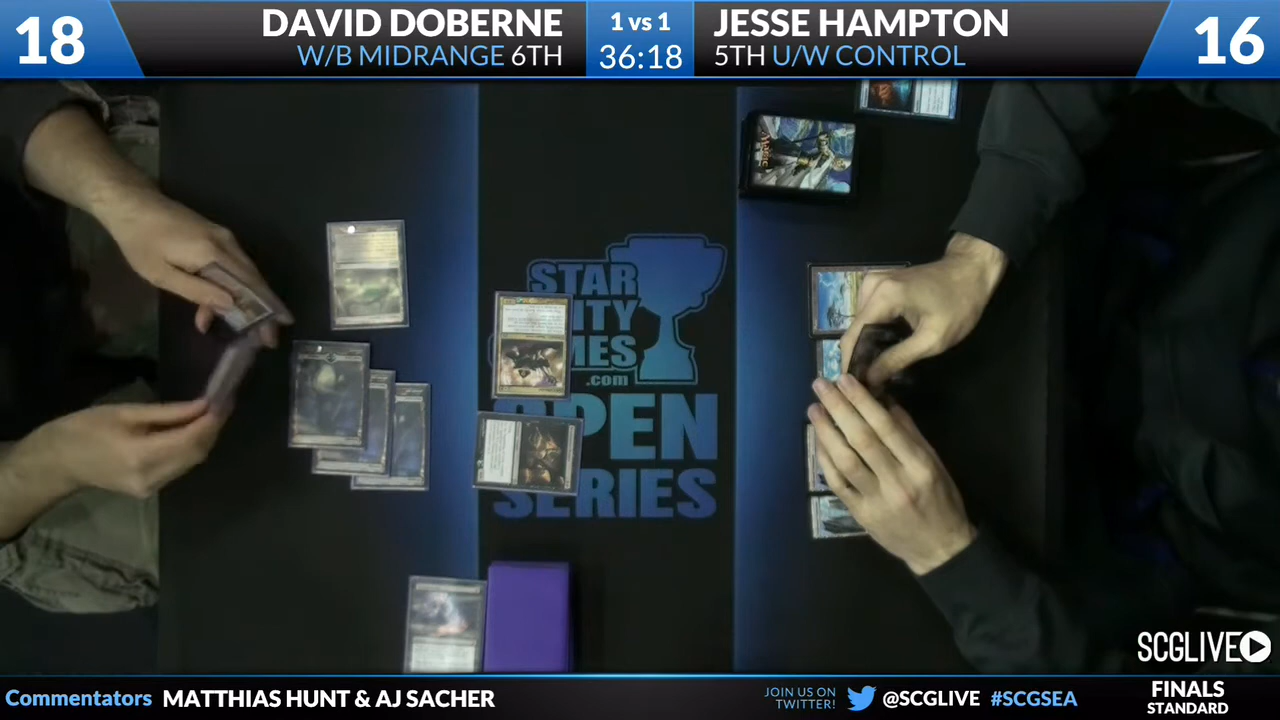 18
DAVID DOBERNE
W/B MIDRANGE 6TH
1 vs 1
36:18
JESSE HAMPTON
5TH U/W CONTROL
16
STAR
CITY
GAMES
.com
OPEN
SERIES
SCGLIVE
Commentators MATTHIAS HUNT & AJ SACHER
JOIN US ON
TWITTER!
@SCGLIVE #SCGSEA
FINALS
STANDARD